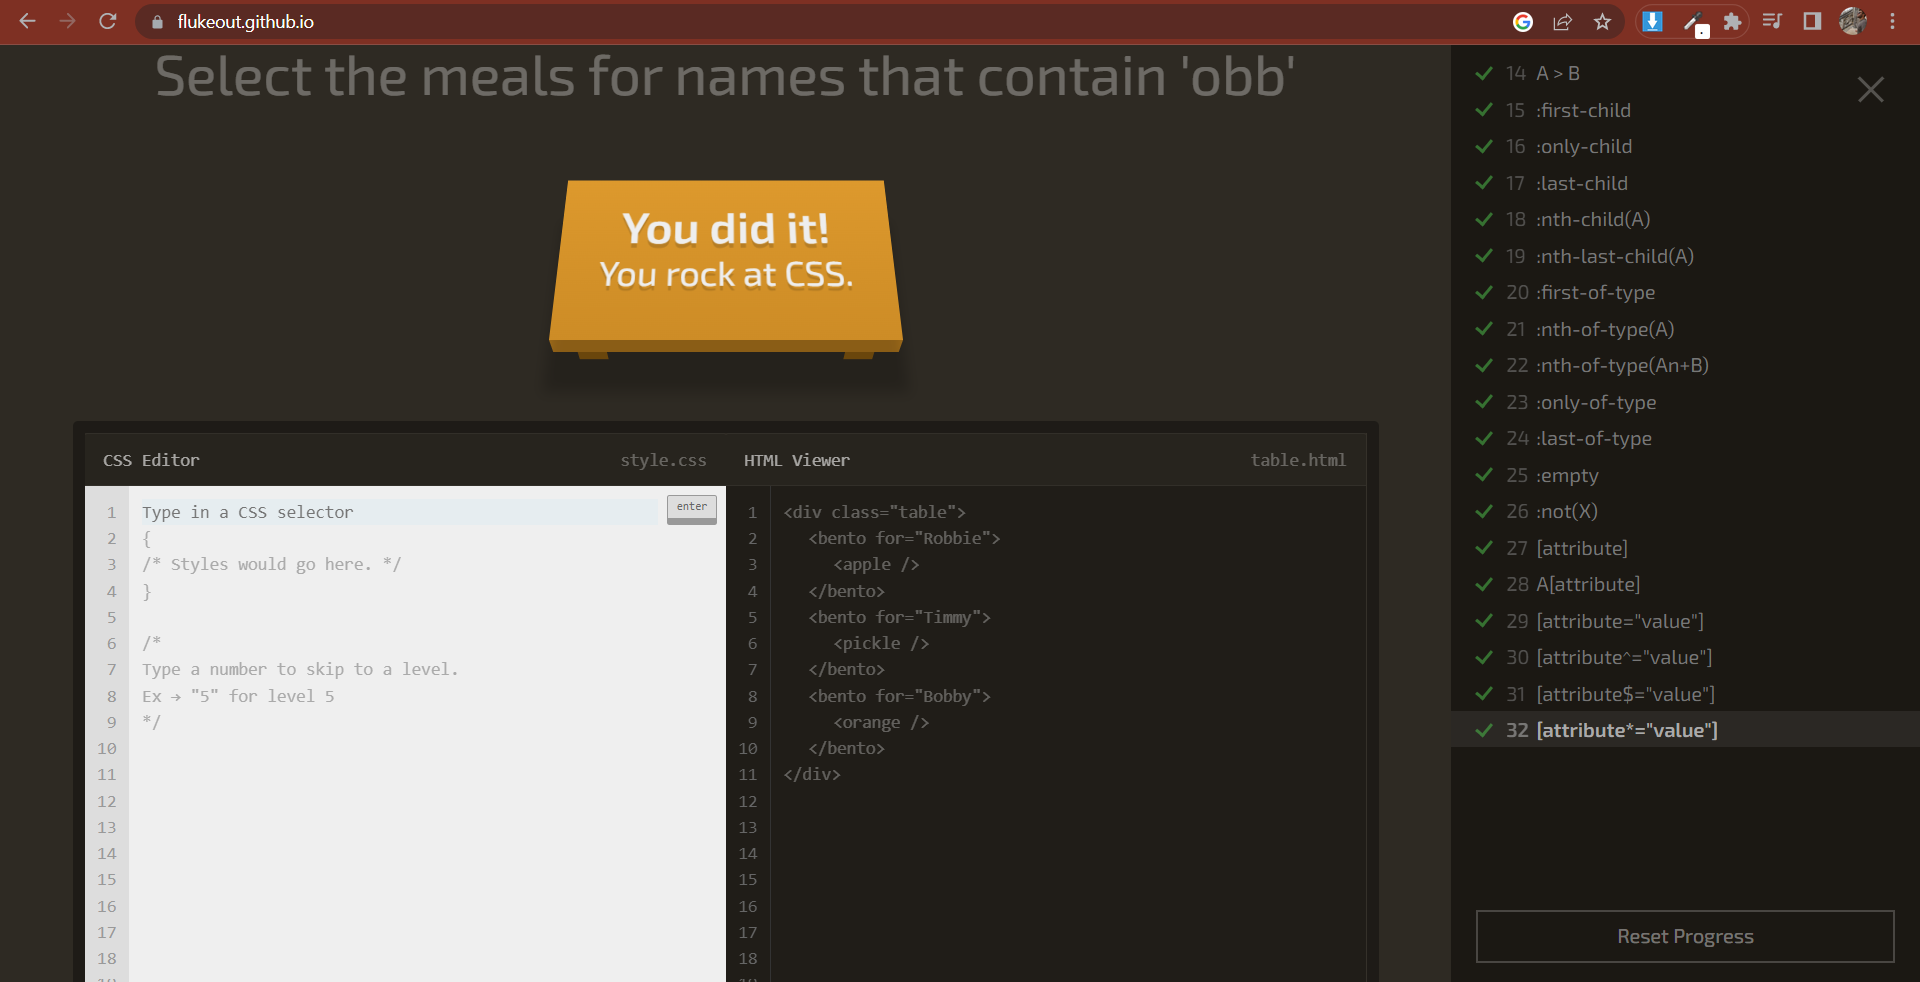 flukeout.github.io
Select the meals for names that contain 'obb'
You did it!
You rock at CSS.
CSS Editor style.css
1 Type in a CSS selector
enter
2 {
3 /* Styles would go here. */
4 }
5
6 /*
7 Type a number to skip to a level.
8 Ex → "5" for level 5
9 */
10
11
12
13
14
15
16
17
18
HTML Viewer table.html
1 <div class="table">
2 <bento for="Robbie">
3 <apple />
4 </bento>
5 <bento for="Timmy">
6 <pickle />
7 </bento>
8 <bento for="Bobby">
9 <orange />
10 </bento>
11 </div>
12
13
14
15
16
17
18
14 A > B
15 :first-child
16 :only-child
17 :last-child
18 :nth-child(A)
19 :nth-last-child(A)
20 :first-of-type
21 :nth-of-type(A)
22 :nth-of-type(An+B)
23 :only-of-type
24 :last-of-type
25 :empty
26 :not(X)
27 [attribute]
28 A[attribute]
29 [attribute="value"]
30 [attribute^="value"]
31 [attribute$="value"]
32 [attribute*="value"]
Reset Progress